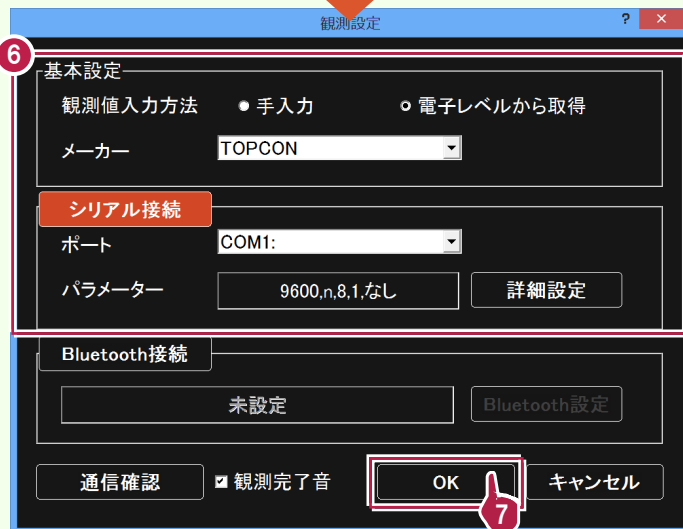 観測設定
?
×
6
基本設定
観測値入力方法 手入力 電子レベルから取得
メーカー TOPCON
シリアル接続
ポート COM1:
パラメーター 9600,n,8,1,なし 詳細設定
Bluetooth接続
未設定 Bluetooth設定
通信確認 観測完了音 OK キャンセル
7